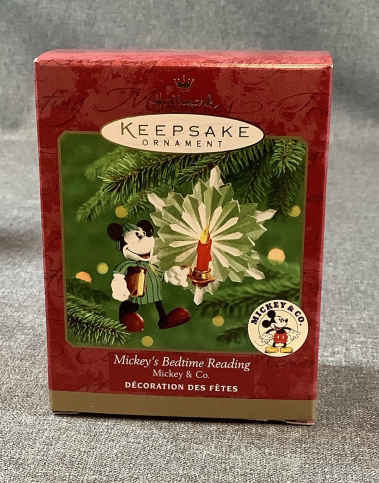 Hallmark
KEEPSAKE
ORNAMENT
MICKEY & CO.
Mickey's Bedtime Reading
Mickey & Co.
DÉCORATION DES FÊTES